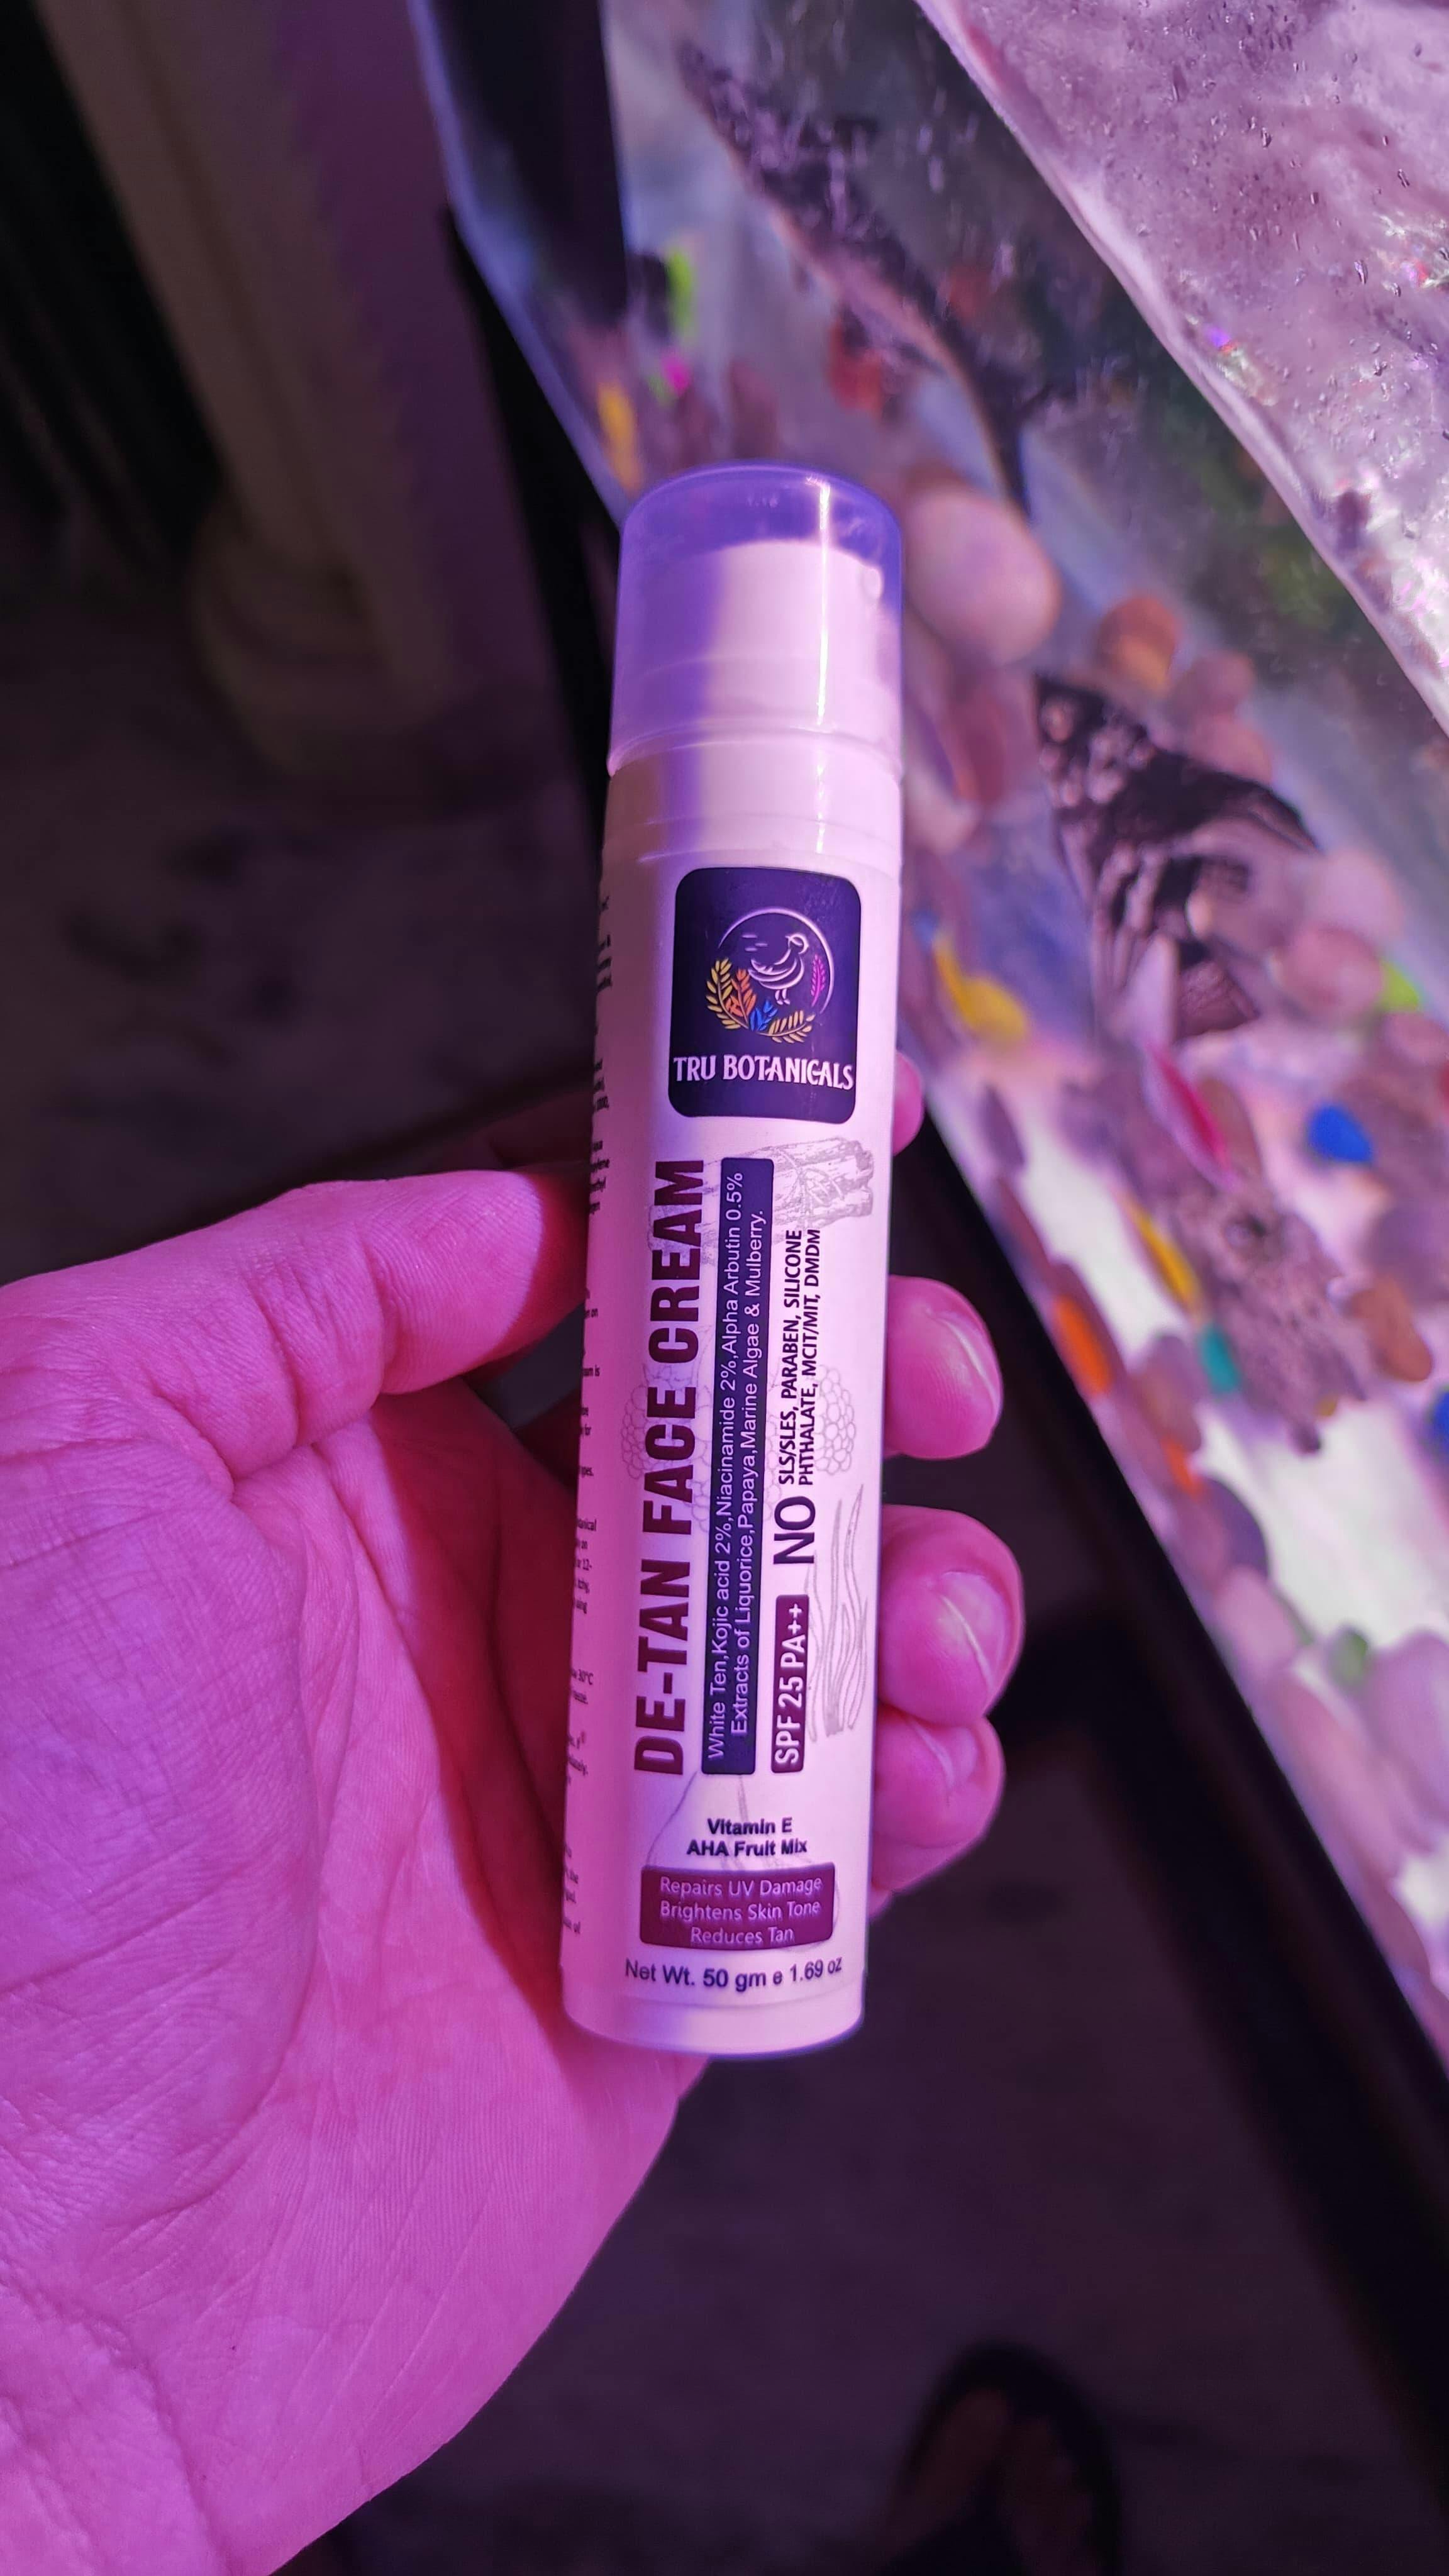 TRU BOTANICALS
DE-TAN FACE CREAM
White Ten,Kojic acid 2%,Niacinamide 2%,Alpha Arbutin 0.5%
Extracts of Liquorice,Papaya,Marine Algae & Mulberry.
SPF 25 PA++
NO
SLS/SLES, PARABEN, SILICONE
PHTHALATE, MCIT/MIT, DMDM
Vitamin E
AHA Fruit Mix
Repairs UV Damage
Brightens Skin Tone
Reduces Tan
Net Wt. 50 gm e 1.69 oz